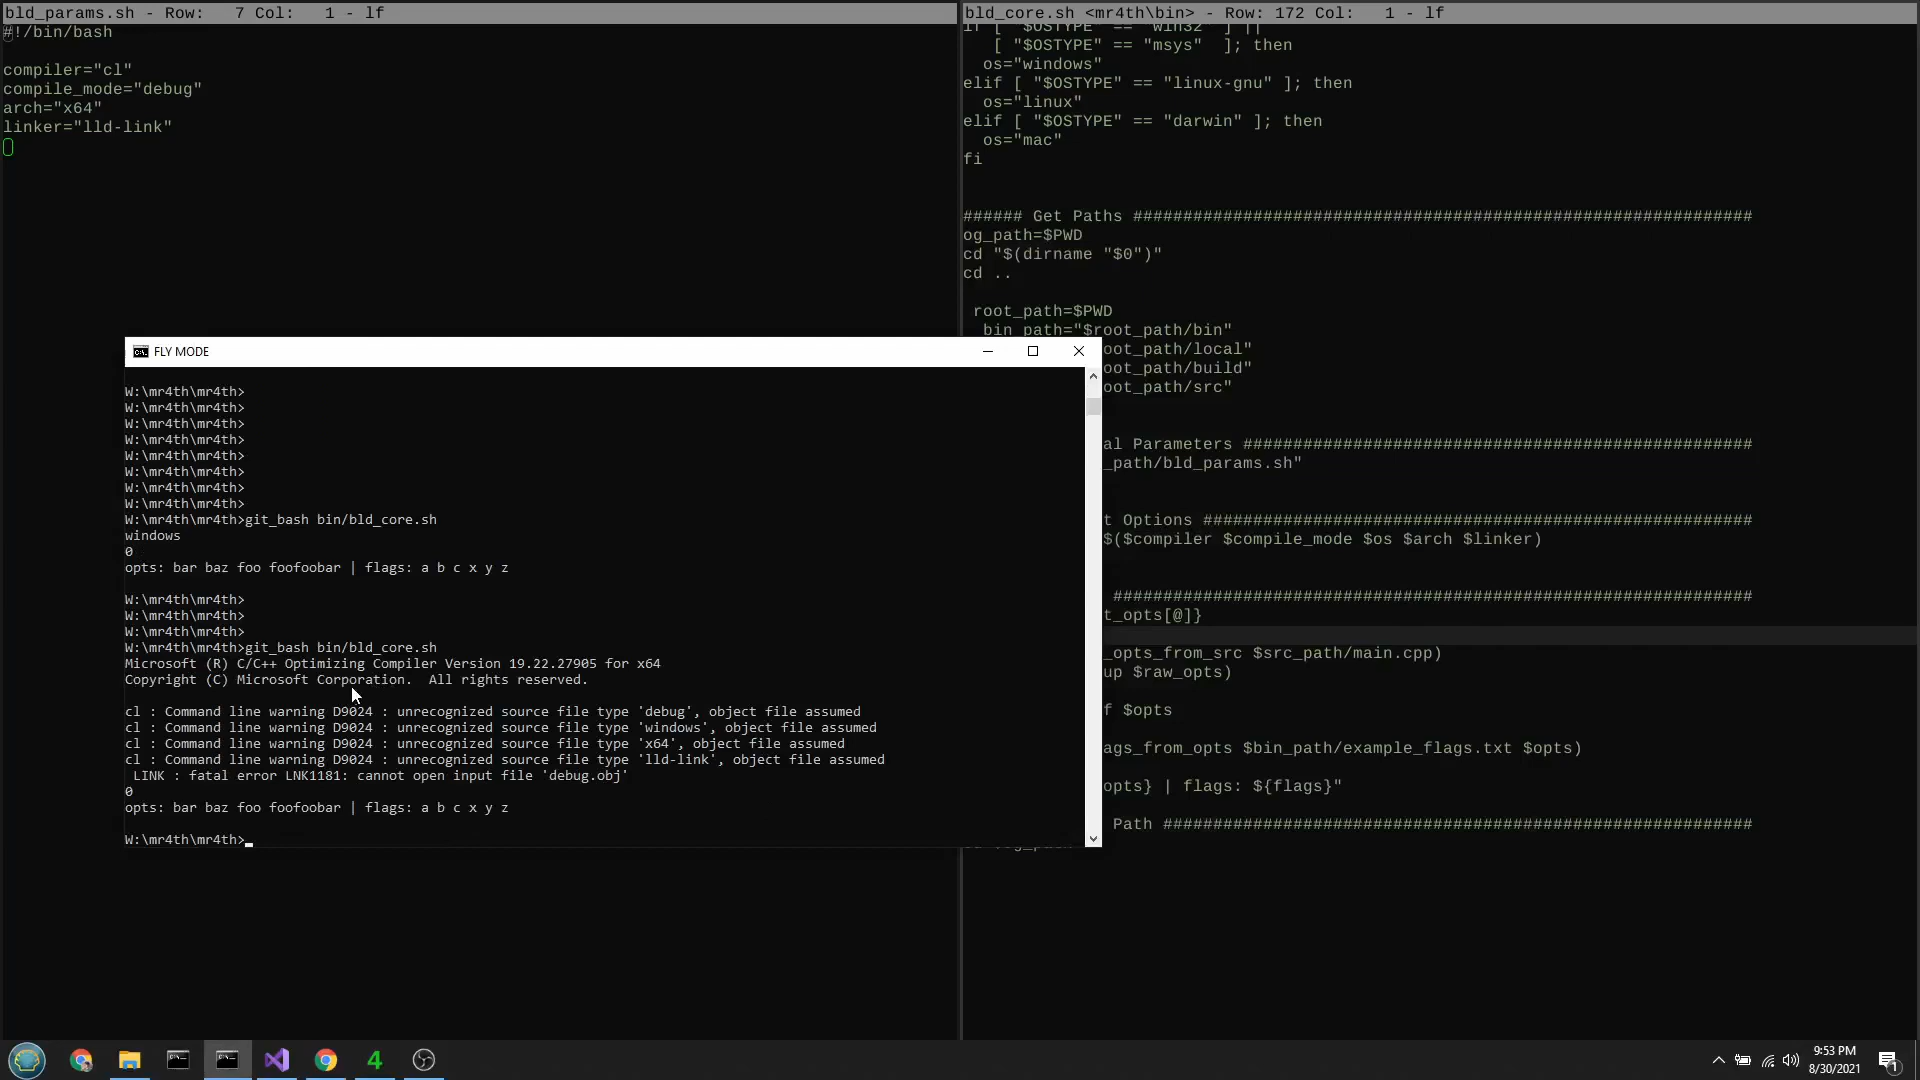 bld_params.sh - Row:   7 Col:   1 - lf
#!/bin/bash
compiler="cl"
compile_mode="debug"
arch="x64"
linker="lld-link"
bld_core.sh <mr4th\bin> - Row: 172 Col:   1 - lf
if [ "$OSTYPE" == "win32" ] ||
[ "$OSTYPE" == "msys"  ]; then
os="windows"
elif [ "$OSTYPE" == "linux-gnu" ]; then
os="linux"
elif [ "$OSTYPE" == "darwin" ]; then
os="mac"
fi
###### Get Paths ##############################################################
og_path=$PWD
cd "$(dirname "$0")"
cd ..
root_path=$PWD
bin_path="$root_path/bin"
oot_path/local"
oot_path/build"
oot_path/src"
al Parameters ###################################################
_path/bld_params.sh"
t Options #######################################################
$($compiler $compile_mode $os $arch $linker)
################################################################
t_opts[@]}
_opts_from_src $src_path/main.cpp)
up $raw_opts)
f $opts
ags_from_opts $bin_path/example_flags.txt $opts)
opts} | flags: ${flags}"
Path ###########################################################
FLY MODE
W:\mr4th\mr4th>
W:\mr4th\mr4th>
W:\mr4th\mr4th>
W:\mr4th\mr4th>
W:\mr4th\mr4th>
W:\mr4th\mr4th>
W:\mr4th\mr4th>
W:\mr4th\mr4th>
W:\mr4th\mr4th>git_bash bin/bld_core.sh
windows
0
opts: bar baz foo foofoobar | flags: a b c x y z
W:\mr4th\mr4th>
W:\mr4th\mr4th>
W:\mr4th\mr4th>
W:\mr4th\mr4th>git_bash bin/bld_core.sh
Microsoft (R) C/C++ Optimizing Compiler Version 19.22.27905 for x64
Copyright (C) Microsoft Corporation.  All rights reserved.
cl : Command line warning D9024 : unrecognized source file type 'debug', object file assumed
cl : Command line warning D9024 : unrecognized source file type 'windows', object file assumed
cl : Command line warning D9024 : unrecognized source file type 'x64', object file assumed
cl : Command line warning D9024 : unrecognized source file type 'lld-link', object file assumed
LINK : fatal error LNK1181: cannot open input file 'debug.obj'
0
opts: bar baz foo foofoobar | flags: a b c x y z
W:\mr4th\mr4th>
4
9:53 PM
8/30/2021
1